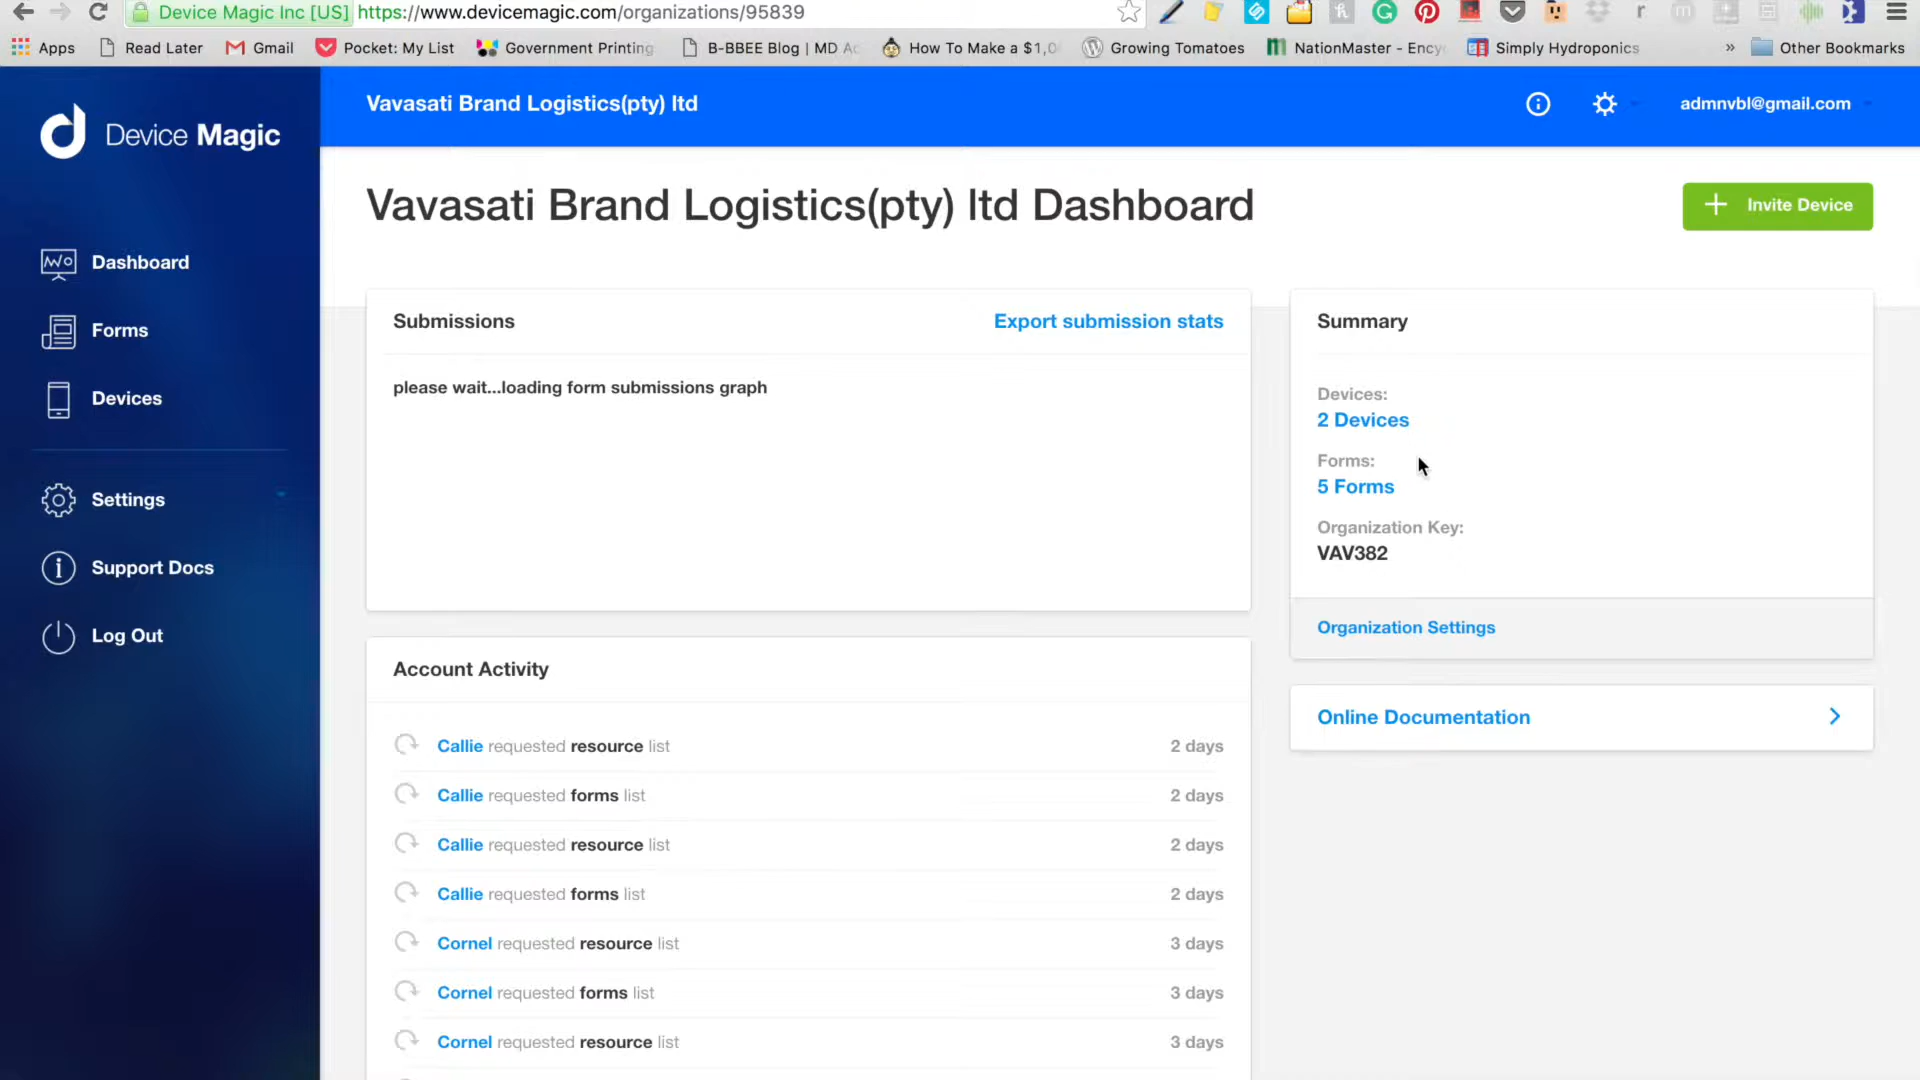 Device Magic Inc [US] https://www.devicemagic.com/organizations/95839
Apps Read Later Gmail Pocket: My List Government Printing B-BBEE Blog | MD How To Make a $1, Growing Tomatoes NationMaster - Ency Simply Hydroponics » Other Bookmarks
Device Magic
Vavasati Brand Logistics(pty) ltd
admnvbl@gmail.com
Vavasati Brand Logistics(pty) ltd Dashboard
+ Invite Device
Dashboard
Forms
Devices
Settings
Support Docs
Log Out
Submissions
Export submission stats
please wait...loading form submissions graph
Summary
Devices:
2 Devices
Forms:
5 Forms
Organization Key:
VAV382
Organization Settings
Online Documentation
Account Activity
Callie requested resource list 2 days
Callie requested forms list 2 days
Callie requested resource list 2 days
Callie requested forms list 2 days
Cornel requested resource list 3 days
Cornel requested forms list 3 days
Cornel requested resource list 3 days